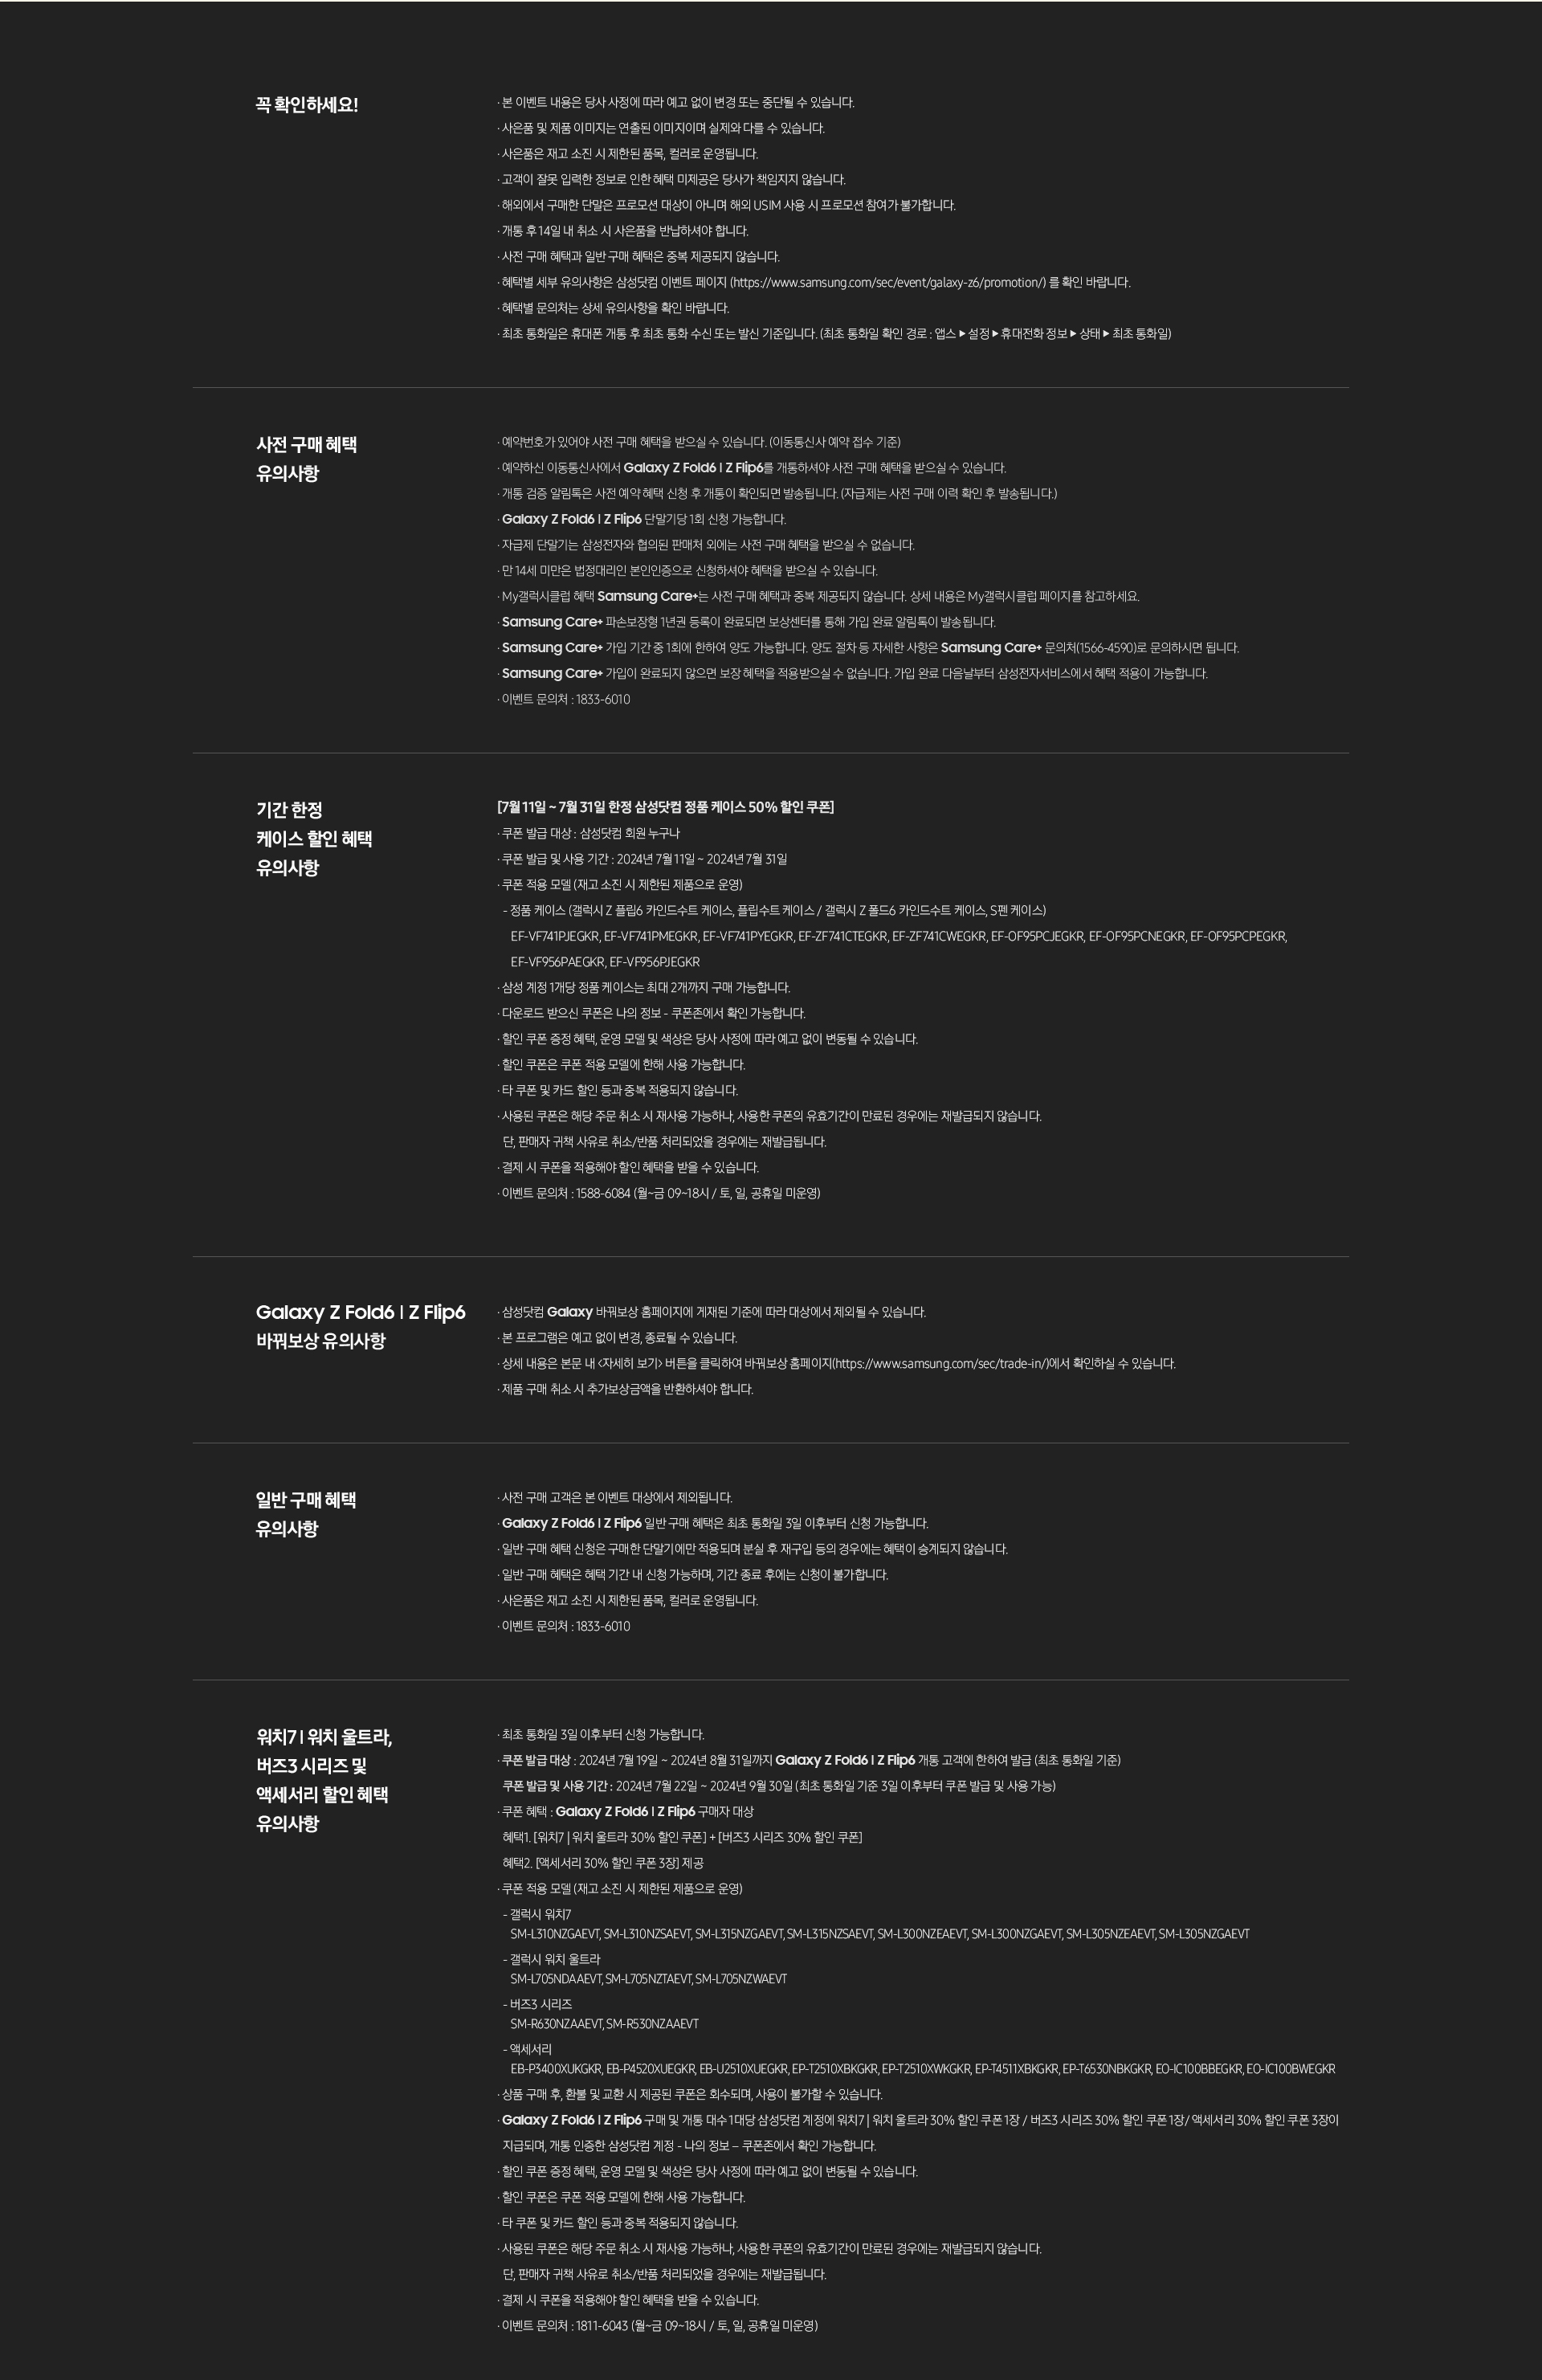 꼭 확인하세요!
· 본 이벤트 내용은 당사 사정에 따라 예고 없이 변경 또는 중단될 수 있습니다.
· 사은품 및 제품 이미지는 연출된 이미지이며 실제와 다를 수 있습니다.
· 사은품은 재고 소진 시 제한된 품목, 컬러로 운영됩니다.
· 고객이 잘못 입력한 정보로 인한 혜택 미제공은 당사가 책임지지 않습니다.
· 해외에서 구매한 단말은 프로모션 대상이 아니며 해외 USIM 사용 시 프로모션 참여가 불가합니다.
· 개통 후 14일 내 취소 시 사은품을 반납하셔야 합니다.
· 사전 구매 혜택과 일반 구매 혜택은 중복 제공되지 않습니다.
· 혜택별 세부 유의사항은 삼성닷컴 이벤트 페이지 (https://www.samsung.com/sec/event/galaxy-z6/promotion/) 를 확인 바랍니다.
· 혜택별 문의처는 상세 유의사항을 확인 바랍니다.
· 최초 통화일은 휴대폰 개통 후 최초 통화 수신 또는 발신 기준입니다. (최초 통화일 확인 경로 : 앱스 ▶ 설정 ▶ 휴대전화 정보 ▶ 상태 ▶ 최초 통화일)
사전 구매 혜택
유의사항
· 예약번호가 있어야 사전 구매 혜택을 받으실 수 있습니다. (이동통신사 예약 접수 기준)
· 예약하신 이동통신사에서 Galaxy Z Fold6 | Z Flip6를 개통하셔야 사전 구매 혜택을 받으실 수 있습니다.
· 개통 검증 알림톡은 사전 예약 혜택 신청 후 개통이 확인되면 발송됩니다. (자급제는 사전 구매 이력 확인 후 발송됩니다.)
· Galaxy Z Fold6 | Z Flip6 단말기당 1회 신청 가능합니다.
· 자급제 단말기는 삼성전자와 협의된 판매처 외에는 사전 구매 혜택을 받으실 수 없습니다.
· 만 14세 미만은 법정대리인 본인인증으로 신청하셔야 혜택을 받으실 수 있습니다.
· My갤럭시클럽 혜택 Samsung Care+는 사전 구매 혜택과 중복 제공되지 않습니다. 상세 내용은 My갤럭시클럽 페이지를 참고하세요.
· Samsung Care+ 파손보장형 1년권 등록이 완료되면 보상센터를 통해 가입 완료 알림톡이 발송됩니다.
· Samsung Care+ 가입 기간 중 1회에 한하여 양도 가능합니다. 양도 절차 등 자세한 사항은 Samsung Care+ 문의처(1566-4590)로 문의하시면 됩니다.
· Samsung Care+ 가입이 완료되지 않으면 보장 혜택을 적용받으실 수 없습니다. 가입 완료 다음날부터 삼성전자서비스에서 혜택 적용이 가능합니다.
· 이벤트 문의처 : 1833-6010
기간 한정
케이스 할인 혜택
유의사항
[7월 11일 ~ 7월 31일 한정 삼성닷컴 정품 케이스 50% 할인 쿠폰]
· 쿠폰 발급 대상 : 삼성닷컴 회원 누구나
· 쿠폰 발급 및 사용 기간 : 2024년 7월 11일 ~ 2024년 7월 31일
· 쿠폰 적용 모델 (재고 소진 시 제한된 제품으로 운영)
- 정품 케이스 (갤럭시 Z 플립6 카인드수트 케이스, 플립수트 케이스 / 갤럭시 Z 폴드6 카인드수트 케이스, S펜 케이스)
EF-VF741PJEGKR, EF-VF741PMEGKR, EF-VF741PYEGKR, EF-ZF741CTEGKR, EF-ZF741CWEGKR, EF-OF95PCJEGKR, EF-OF95PCNEGKR, EF-OF95PCPEGKR,
EF-VF956PAEGKR, EF-VF956PJEGKR
· 삼성 계정 1개당 정품 케이스는 최대 2개까지 구매 가능합니다.
· 다운로드 받으신 쿠폰은 나의 정보 - 쿠폰존에서 확인 가능합니다.
· 할인 쿠폰 증정 혜택, 운영 모델 및 색상은 당사 사정에 따라 예고 없이 변동될 수 있습니다.
· 할인 쿠폰은 쿠폰 적용 모델에 한해 사용 가능합니다.
· 타 쿠폰 및 카드 할인 등과 중복 적용되지 않습니다.
· 사용된 쿠폰은 해당 주문 취소 시 재사용 가능하나, 사용한 쿠폰의 유효기간이 만료된 경우에는 재발급되지 않습니다.
단, 판매자 귀책 사유로 취소/반품 처리되었을 경우에는 재발급됩니다.
· 결제 시 쿠폰을 적용해야 할인 혜택을 받을 수 있습니다.
· 이벤트 문의처 : 1588-6084 (월~금 09~18시 / 토, 일, 공휴일 미운영)
Galaxy Z Fold6 | Z Flip6
바꿔보상 유의사항
· 삼성닷컴 Galaxy 바꿔보상 홈페이지에 게재된 기준에 따라 대상에서 제외될 수 있습니다.
· 본 프로그램은 예고 없이 변경, 종료될 수 있습니다.
· 상세 내용은 본문 내 <자세히 보기> 버튼을 클릭하여 바꿔보상 홈페이지(https://www.samsung.com/sec/trade-in/)에서 확인하실 수 있습니다.
· 제품 구매 취소 시 추가보상금액을 반환하셔야 합니다.
일반 구매 혜택
유의사항
· 사전 구매 고객은 본 이벤트 대상에서 제외됩니다.
· Galaxy Z Fold6 | Z Flip6 일반 구매 혜택은 최초 통화일 3일 이후부터 신청 가능합니다.
· 일반 구매 혜택 신청은 구매한 단말기에만 적용되며 분실 후 재구입 등의 경우에는 혜택이 승계되지 않습니다.
· 일반 구매 혜택은 혜택 기간 내 신청 가능하며, 기간 종료 후에는 신청이 불가합니다.
· 사은품은 재고 소진 시 제한된 품목, 컬러로 운영됩니다.
· 이벤트 문의처 : 1833-6010
워치7 | 워치 울트라,
버즈3 시리즈 및
액세서리 할인 혜택
유의사항
· 최초 통화일 3일 이후부터 신청 가능합니다.
· 쿠폰 발급 대상 : 2024년 7월 19일 ~ 2024년 8월 31일까지 Galaxy Z Fold6 | Z Flip6 개통 고객에 한하여 발급 (최초 통화일 기준)
쿠폰 발급 및 사용 기간 : 2024년 7월 22일 ~ 2024년 9월 30일 (최초 통화일 기준 3일 이후부터 쿠폰 발급 및 사용 가능)
· 쿠폰 혜택 : Galaxy Z Fold6 | Z Flip6 구매자 대상
혜택1. [워치7 | 워치 울트라 30% 할인 쿠폰] + [버즈3 시리즈 30% 할인 쿠폰]
혜택2. [액세서리 30% 할인 쿠폰 3장] 제공
· 쿠폰 적용 모델 (재고 소진 시 제한된 제품으로 운영)
- 갤럭시 워치7
SM-L310NZGAEVT, SM-L310NZSAEVT, SM-L315NZGAEVT, SM-L315NZSAEVT, SM-L300NZEAEVT, SM-L300NZGAEVT, SM-L305NZEAEVT, SM-L305NZGAEVT
- 갤럭시 워치 울트라
SM-L705NDAAEVT, SM-L705NZTAEVT, SM-L705NZWAEVT
- 버즈3 시리즈
SM-R630NZAAEVT, SM-R530NZAAEVT
- 액세서리
EB-P3400XUKGKR, EB-P4520XUEGKR, EB-U2510XUEGKR, EP-T2510XBKGKR, EP-T2510XWKGKR, EP-T4511XBKGKR, EP-T6530NBKGKR, EO-IC100BBEGKR, EO-IC100BWEGKR
· 상품 구매 후, 환불 및 교환 시 제공된 쿠폰은 회수되며, 사용이 불가할 수 있습니다.
· Galaxy Z Fold6 | Z Flip6 구매 및 개통 대수 1대당 삼성닷컴 계정에 워치7 | 워치 울트라 30% 할인 쿠폰 1장 / 버즈3 시리즈 30% 할인 쿠폰 1장/ 액세서리 30% 할인 쿠폰 3장이
지급되며, 개통 인증한 삼성닷컴 계정 - 나의 정보 – 쿠폰존에서 확인 가능합니다.
· 할인 쿠폰 증정 혜택, 운영 모델 및 색상은 당사 사정에 따라 예고 없이 변동될 수 있습니다.
· 할인 쿠폰은 쿠폰 적용 모델에 한해 사용 가능합니다.
· 타 쿠폰 및 카드 할인 등과 중복 적용되지 않습니다.
· 사용된 쿠폰은 해당 주문 취소 시 재사용 가능하나, 사용한 쿠폰의 유효기간이 만료된 경우에는 재발급되지 않습니다.
단, 판매자 귀책 사유로 취소/반품 처리되었을 경우에는 재발급됩니다.
· 결제 시 쿠폰을 적용해야 할인 혜택을 받을 수 있습니다.
· 이벤트 문의처 : 1811-6043 (월~금 09~18시 / 토, 일, 공휴일 미운영)